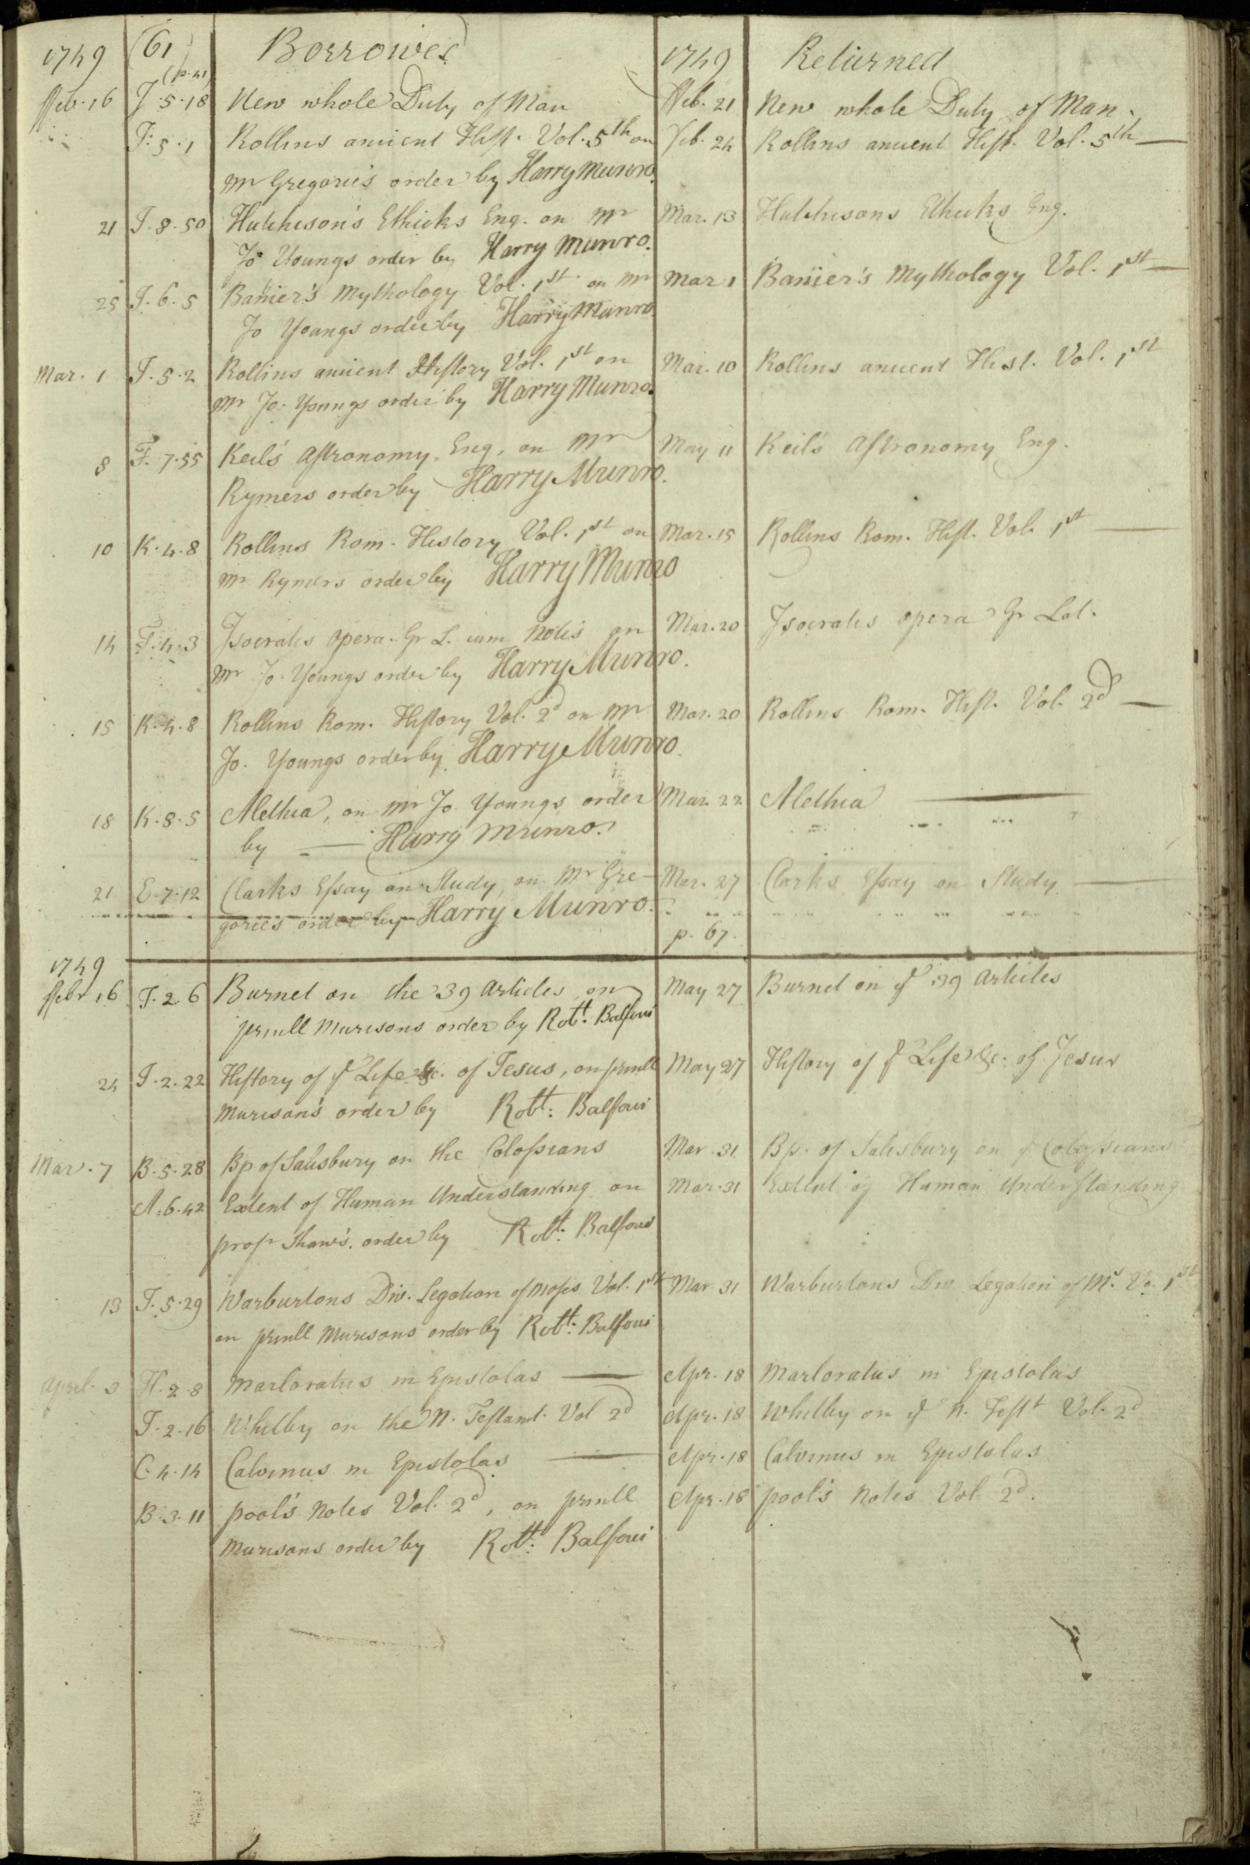 1749 (61) Borrowed 1749 Returned
(p. 41)
Feb. 16 J. 5. 18 New whole Duty of Man Feb. 21 New whole Duty of Man.
F. 5. 1 Rollins antient Hist. Vol. 5th on Feb. 24 Rollins antient Hist. Vol. 5th —
Mr Gregories order by Harry Munro.
21 J. 8. 50 Hutchison's Ethicks Eng. on Mr Mar. 13 Hutchisons Ethicks Eng.
Jo Youngs order by Harry Munro.
25 J. 6. 5 Banier's Mythology Vol. 1st on Mr Mar 1 Banier's Mythology Vol. 1st —
Jo Youngs order by Harry Munro
Mar. 1 J. 5. 2 Rollins antient History Vol. 1st on Mar. 10 Rollins antient Hist. Vol. 1st
Mr Jo. Youngs order by Harry Munro.
8 F. 7. 55 Keil's Astronomy. Eng. on Mr May 11 Keil's Astronomy Eng.
Rymers order by Harry Munro.
10 K. 4. 8 Rollins Rom. History Vol. 1st on Mar. 15 Rollins Rom. Hist. Vol. 1st —
Mr Rymers order by Harry Munro
14 F. 4. 3 Isocratis opera. Gr L. cum Notis on Mar. 20 Isocratis opera Gr Lat.
Mr Jo. Youngs order by Harry Munro.
15 K. 4. 8 Rollins Rom. History Vol. 2d on Mr Mar. 20 Rollins Rom. Hist. Vol. 2d —
Jo. Youngs order by Harry Munro.
18 K. 8. 5 Alethia, on Mr Jo. Youngs order Mar. 22 Alethia —
by — Harry Munro.
21 E. 7. 12 Clarks Essay on Study, on Mr Gre- Mar. 27 Clarks Essay on Study —
gories order by Harry Munro.
p. 67.
1749
Febr 16 J. 2. 6 Burnet on the 39 Articles on May 27 Burnet on ye 39 Articles
prinll Murisons order by Robt. Balfour
24 J. 2. 22 History of ye Life &c. of Jesus, on prinll May 27 History of ye Life &c. of Jesus
Murison's order by Robt: Balfour
Mar. 7 B. 5. 28 Bp of Salisbury on the Colossians Mar. 31 Bp. of Salisbury on ye Colossians
A. 6. 42 Extent of Human Understanding on Mar. 31 Extent of Human Understanding
profr Shaw's. order by Robt: Balfour
13 J. 5. 29 Warburtons Div. Legation of Moses Vol. 1st Mar 31 Warburtons Div. Legation of Ms. Vo. 1st
on prinll Murisons order by Robt: Balfour
April. 3 H. 2. 8 Marloratus in Epistolas — Apr. 18 Marloratus in Epistolas
J. 2. 16 Whitby on the N. Testamt. Vol 2d Apr. 18 Whitby on ye N. Testt Vol. 2d
C. 4. 14 Calvinus in Epistolas — Apr. 18 Calvinus in Epistolas
B. 3. 11 pool's Notes Vol. 2d, on prinll Apr. 18 pool's Notes Vol 2d.
Murisons order by Robt: Balfour